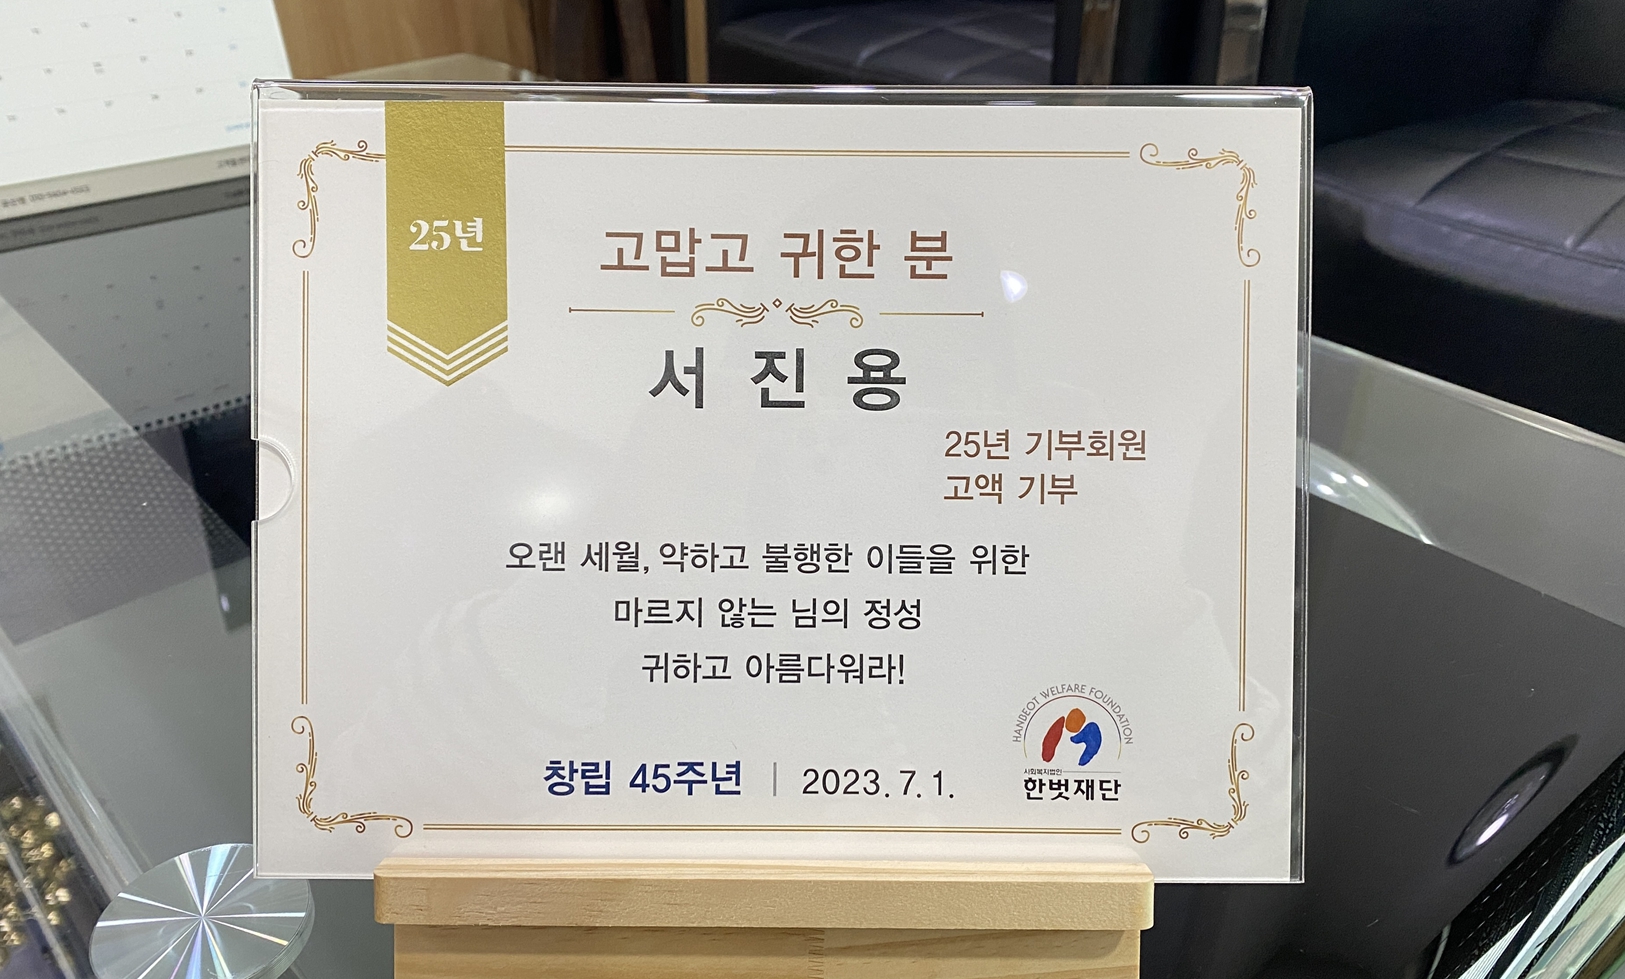 25년
고맙고 귀한 분
서진용
25년 기부회원
고액 기부
오랜 세월, 약하고 불행한 이들을 위한
마르지 않는 님의 정성
귀하고 아름다워라!
창립 45주년 | 2023. 7. 1.
HANBEOT WELFARE FOUNDATION
사회복지법인
한벗재단